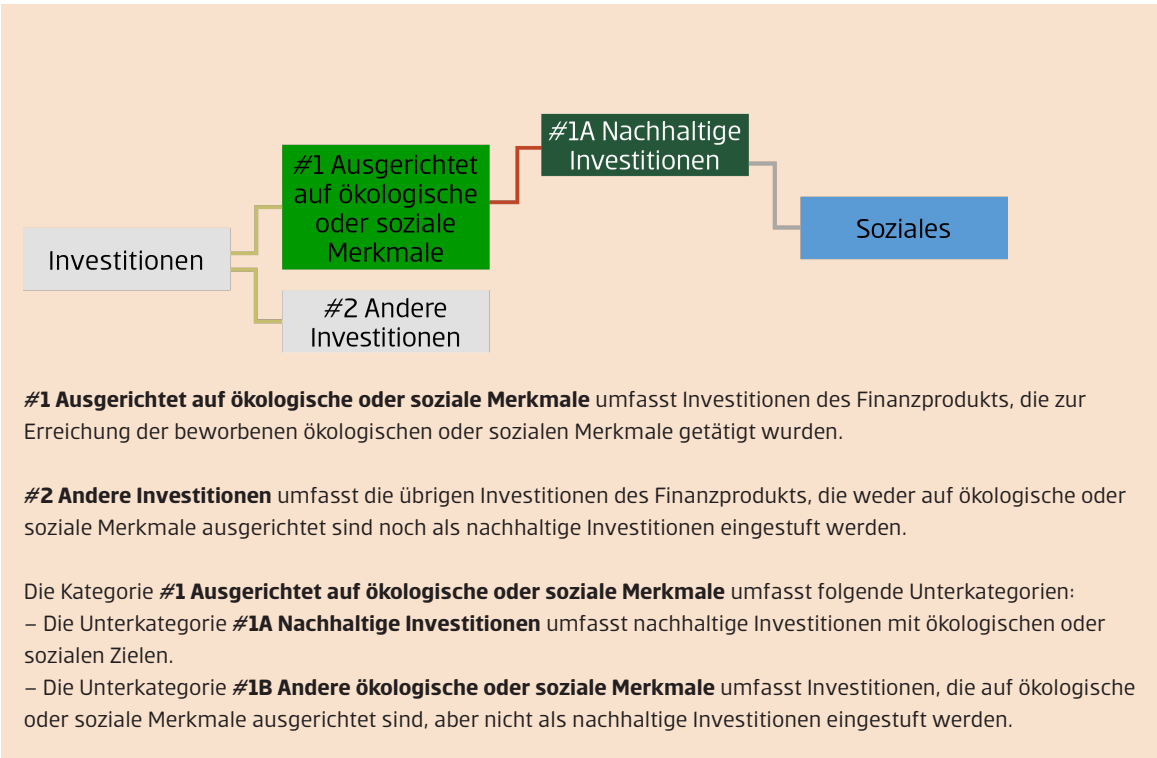 #1A Nachhaltige
Investitionen
#1 Ausgerichtet
auf ökologische
oder soziale
Merkmale
Soziales
Investitionen
#2 Andere
Investitionen
#1 Ausgerichtet auf ökologische oder soziale Merkmale umfasst Investitionen des Finanzprodukts, die zur
Erreichung der beworbenen ökologischen oder sozialen Merkmale getätigt wurden.
#2 Andere Investitionen umfasst die übrigen Investitionen des Finanzprodukts, die weder auf ökologische oder
soziale Merkmale ausgerichtet sind noch als nachhaltige Investitionen eingestuft werden.
Die Kategorie #1 Ausgerichtet auf ökologische oder soziale Merkmale umfasst folgende Unterkategorien:
– Die Unterkategorie #1A Nachhaltige Investitionen umfasst nachhaltige Investitionen mit ökologischen oder
sozialen Zielen.
– Die Unterkategorie #1B Andere ökologische oder soziale Merkmale umfasst Investitionen, die auf ökologische
oder soziale Merkmale ausgerichtet sind, aber nicht als nachhaltige Investitionen eingestuft werden.